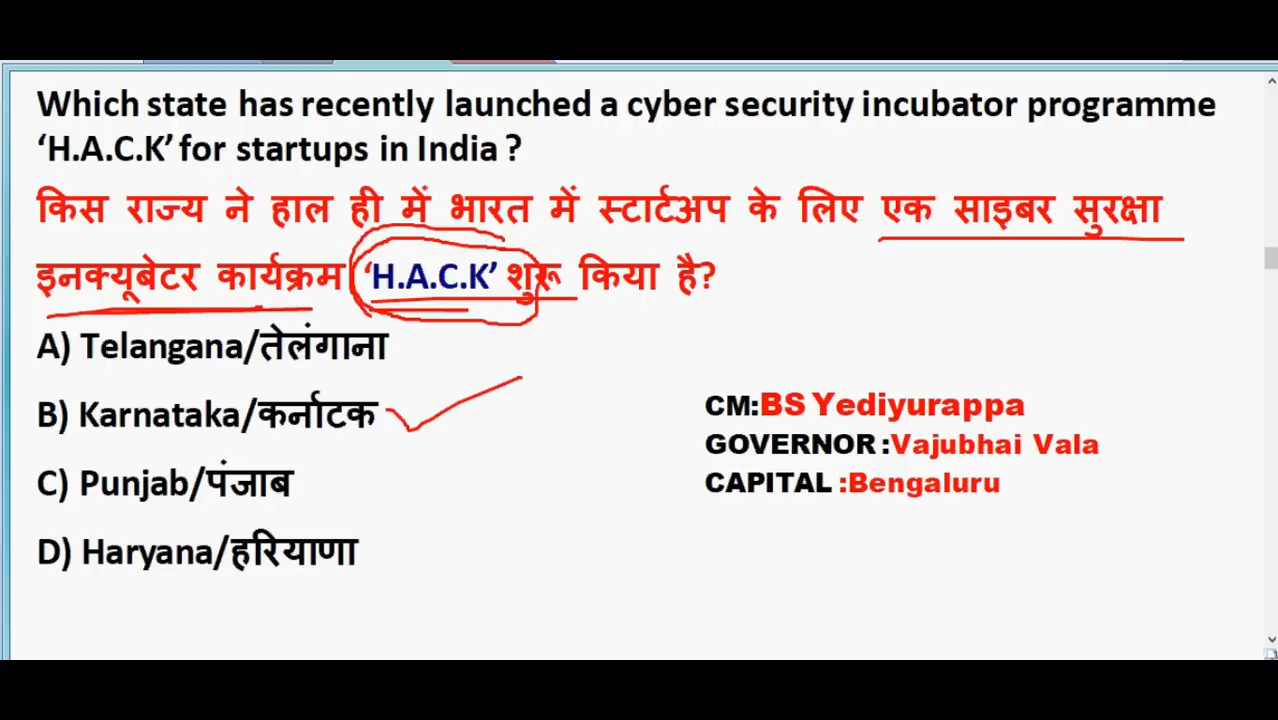 Which state has recently launched a cyber security incubator programme
‘H.A.C.K’ for startups in India ?
किस राज्य ने हाल ही में भारत में स्टार्टअप के लिए एक साइबर सुरक्षा
इनक्यूबेटर कार्यक्रम ‘H.A.C.K’ शुरू किया है?
A) Telangana/तेलंगाना
B) Karnataka/कर्नाटक
C) Punjab/पंजाब
D) Haryana/हरियाणा
CM:BS Yediyurappa
GOVERNOR :Vajubhai Vala
CAPITAL :Bengaluru